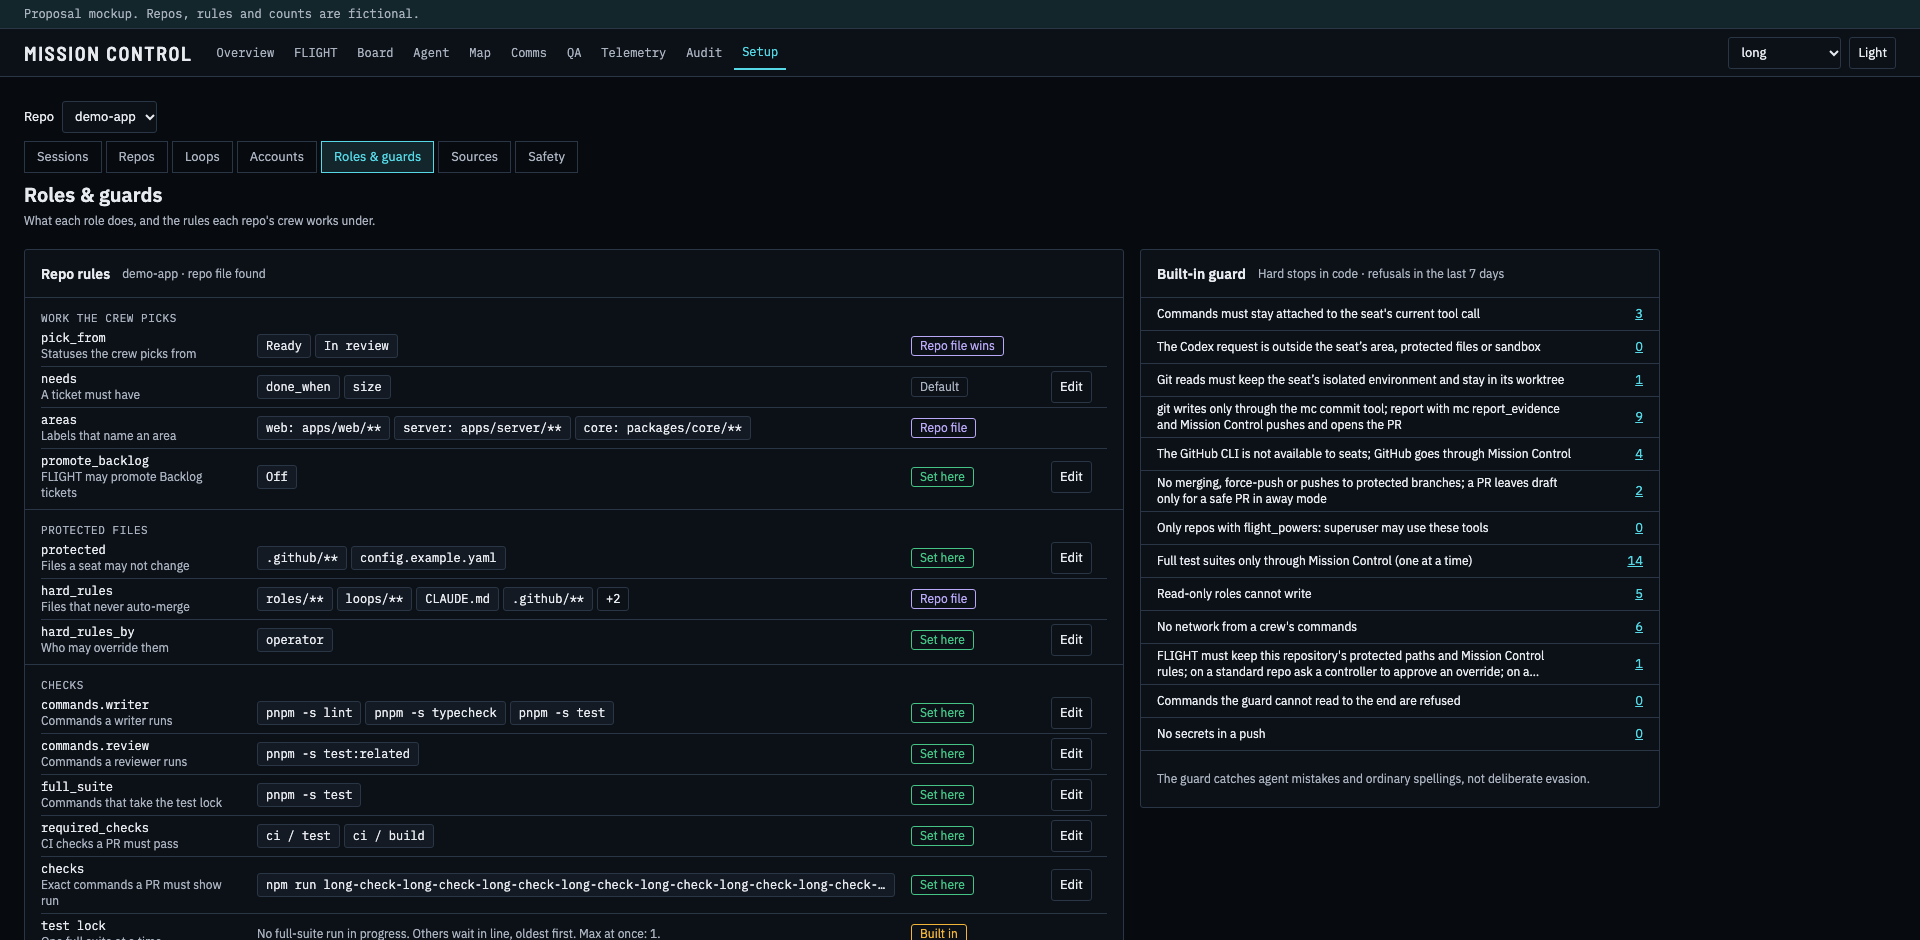 Proposal mockup. Repos, rules and counts are fictional.
MISSION CONTROL Overview FLIGHT Board Agent Map Comms QA Telemetry Audit Setup long Light
Repo demo-app
Sessions Repos Loops Accounts Roles & guards Sources Safety
Roles & guards
What each role does, and the rules each repo's crew works under.
Repo rules demo-app · repo file found
WORK THE CREW PICKS
pick_from
Statuses the crew picks from
Ready In review Repo file wins
needs
A ticket must have
done_when size Default Edit
areas
Labels that name an area
web: apps/web/** server: apps/server/** core: packages/core/** Repo file
promote_backlog
FLIGHT may promote Backlog
tickets
Off Set here Edit
PROTECTED FILES
protected
Files a seat may not change
.github/** config.example.yaml Set here Edit
hard_rules
Files that never auto-merge
roles/** loops/** CLAUDE.md .github/** +2 Repo file
hard_rules_by
Who may override them
operator Set here Edit
CHECKS
commands.writer
Commands a writer runs
pnpm -s lint pnpm -s typecheck pnpm -s test Set here Edit
commands.review
Commands a reviewer runs
pnpm -s test:related Set here Edit
full_suite
Commands that take the test lock
pnpm -s test Set here Edit
required_checks
CI checks a PR must pass
ci / test ci / build Set here Edit
checks
Exact commands a PR must show
run
npm run long-check-long-check-long-check-long-check-long-check-long-check-long-check-… Set here Edit
test lock
No full-suite run in progress. Others wait in line, oldest first. Max at once: 1. Built in
Built-in guard Hard stops in code · refusals in the last 7 days
Commands must stay attached to the seat's current tool call 3
The Codex request is outside the seat’s area, protected files or sandbox 0
Git reads must keep the seat’s isolated environment and stay in its worktree 1
git writes only through the mc commit tool; report with mc report_evidence
and Mission Control pushes and opens the PR 9
The GitHub CLI is not available to seats; GitHub goes through Mission Control 4
No merging, force-push or pushes to protected branches; a PR leaves draft
only for a safe PR in away mode 2
Only repos with flight_powers: superuser may use these tools 0
Full test suites only through Mission Control (one at a time) 14
Read-only roles cannot write 5
No network from a crew's commands 6
FLIGHT must keep this repository's protected paths and Mission Control
rules; on a standard repo ask a controller to approve an override; on a… 1
Commands the guard cannot read to the end are refused 0
No secrets in a push 0
The guard catches agent mistakes and ordinary spellings, not deliberate evasion.